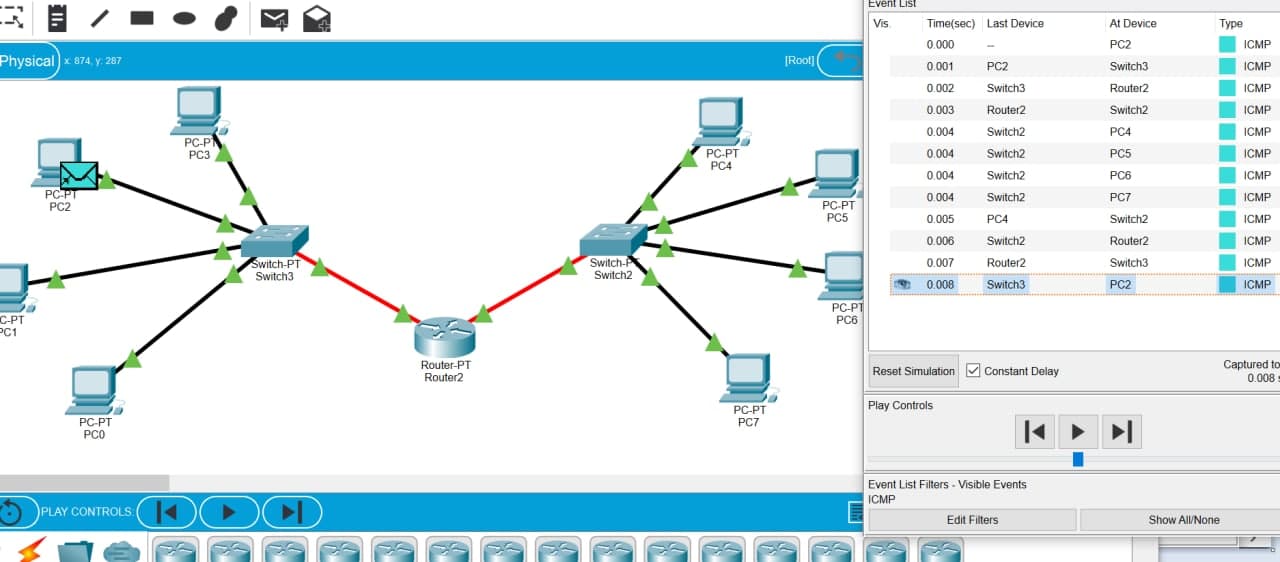 Event List
Vis. Time(sec) Last Device At Device Type
0.000 -- PC2 ICMP
0.001 PC2 Switch3 ICMP
0.002 Switch3 Router2 ICMP
0.003 Router2 Switch2 ICMP
0.004 Switch2 PC4 ICMP
0.004 Switch2 PC5 ICMP
0.004 Switch2 PC6 ICMP
0.004 Switch2 PC7 ICMP
0.005 PC4 Switch2 ICMP
0.006 Switch2 Router2 ICMP
0.007 Router2 Switch3 ICMP
0.008 Switch3 PC2 ICMP
Reset Simulation Constant Delay
Captured to
0.008 s
Play Controls
Event List Filters - Visible Events
ICMP
Edit Filters Show All/None
Physical x: 874, y: 287 [Root]
PC-PT
PC3
PC-PT
PC2
C-PT
PC1
PC-PT
PC0
Switch-PT
Switch3
Router-PT
Router2
Switch-PT
Switch2
PC-PT
PC4
PC-PT
PC5
PC-PT
PC6
PC-PT
PC7
PLAY CONTROLS: